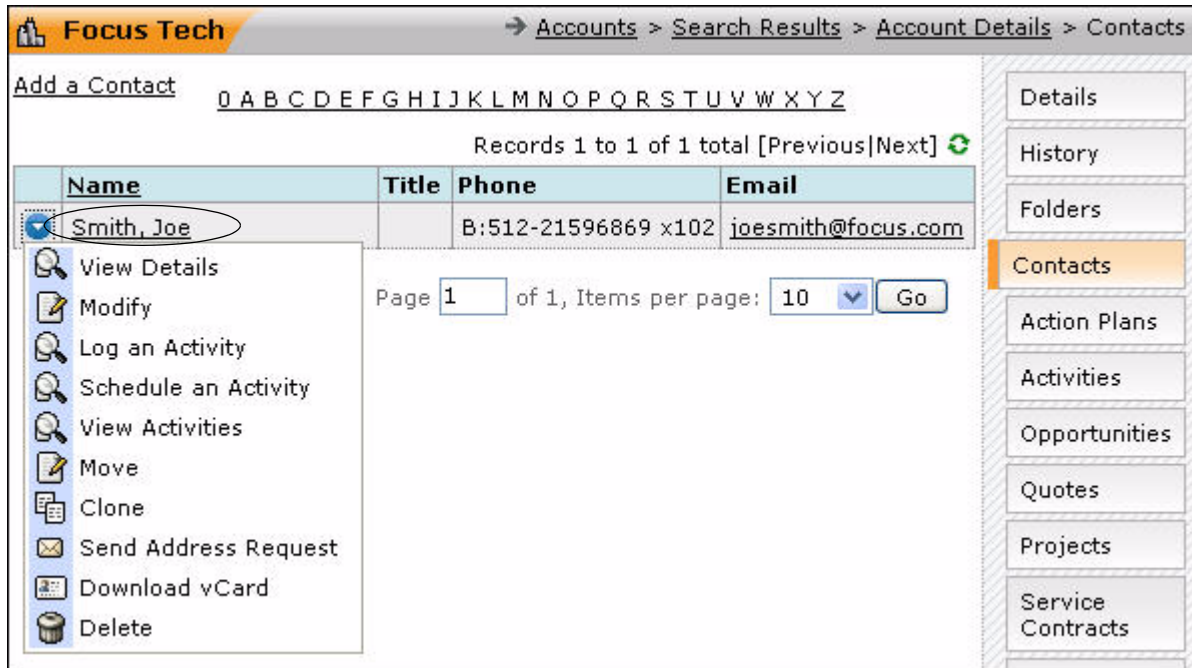 Focus Tech
→ Accounts > Search Results > Account Details > Contacts
Add a Contact
0 A B C D E F G H I J K L M N O P Q R S T U V W X Y Z
Records 1 to 1 of 1 total [Previous|Next]
Name Title Phone Email
Smith, Joe B:512-21596869 x102 joesmith@focus.com
View Details
Modify
Log an Activity
Schedule an Activity
View Activities
Move
Clone
Send Address Request
Download vCard
Delete
Page 1 of 1, Items per page: 10 Go
Details
History
Folders
Contacts
Action Plans
Activities
Opportunities
Quotes
Projects
Service
Contracts